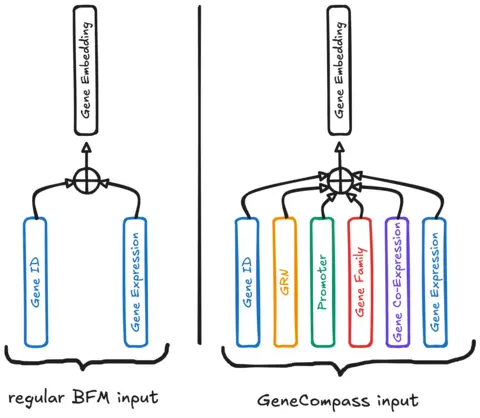 Gene Embedding
Gene ID
Gene Expression
regular BFM input
Gene Embedding
Gene ID
GRN
Promoter
Gene Family
Gene Co-Expression
Gene Expression
GeneCompass input